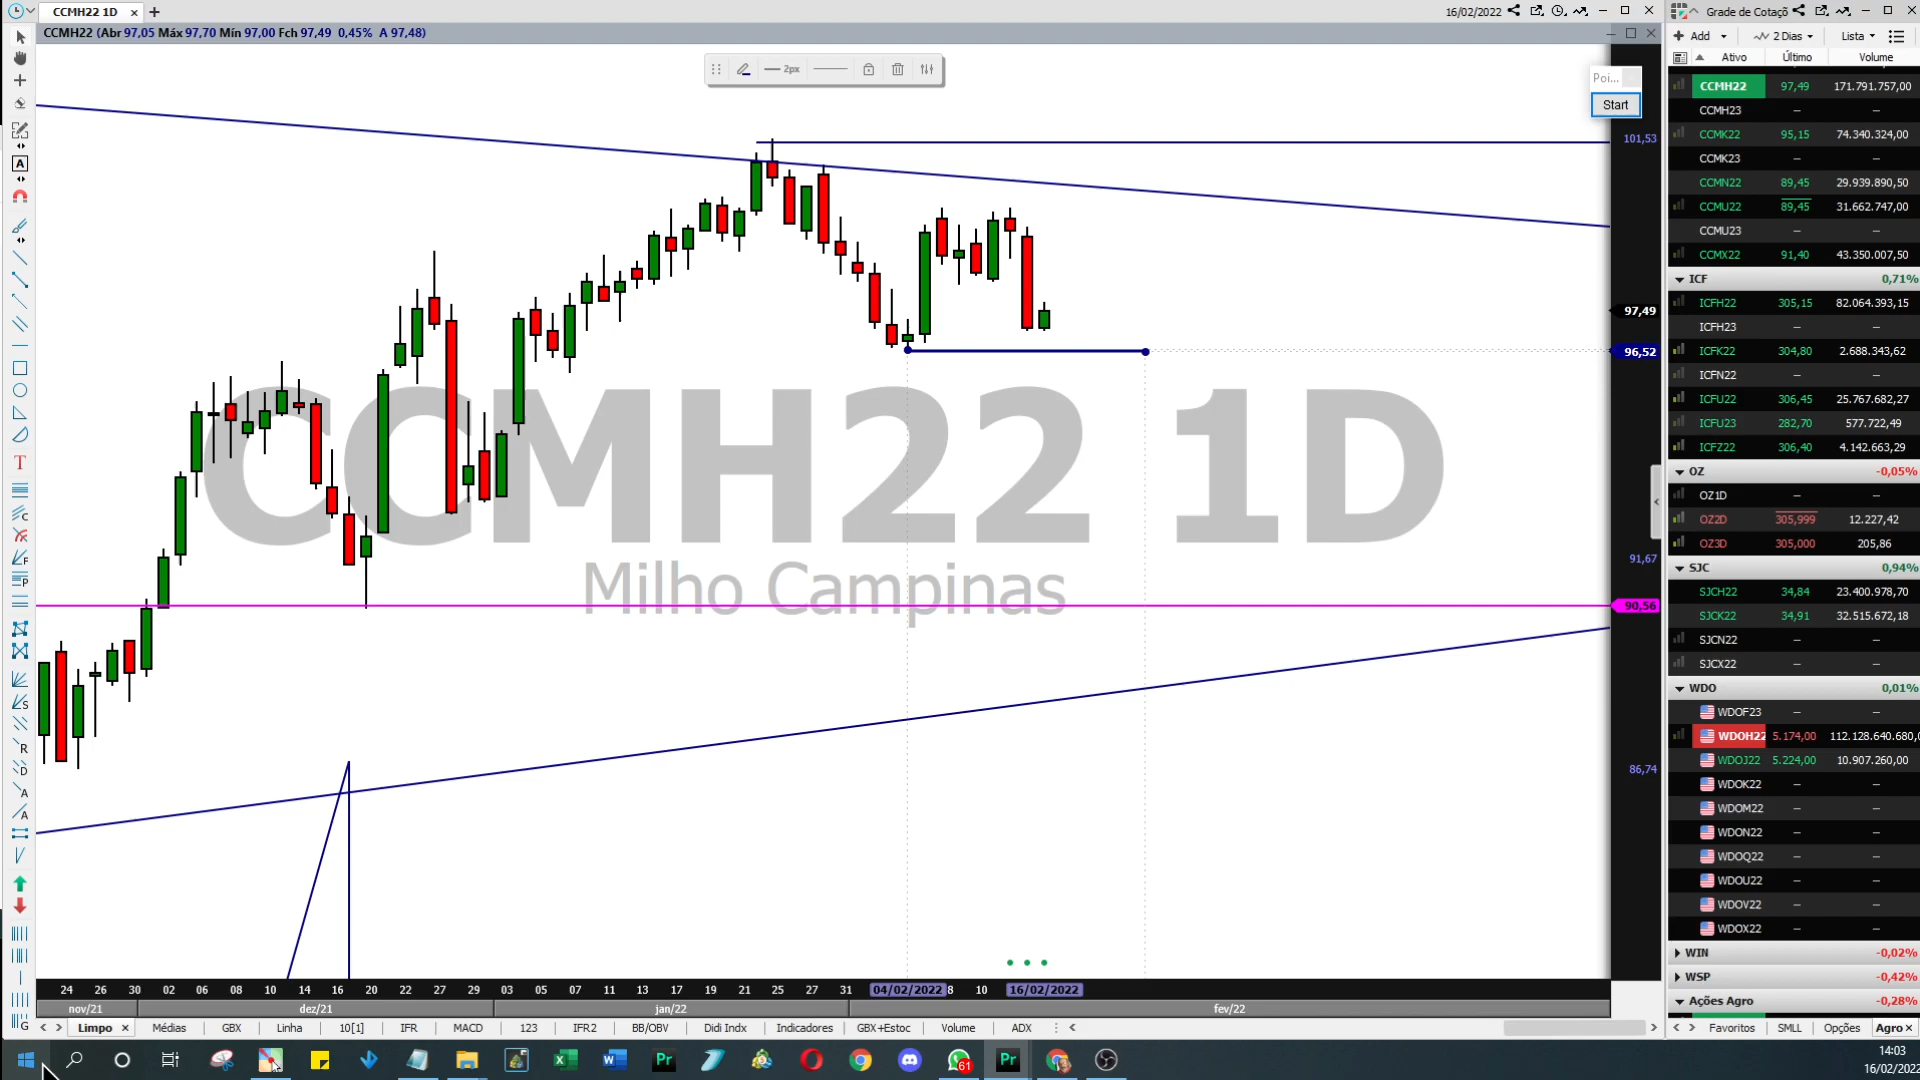 CCMH22 1D
16/02/2022
CCMH22 (Abr 97,05 Máx 97,70 Mín 97,00 Fch 97,49 0,45% A 97,48)
2px
Poi...
Start
101,53
97,49
96,52
91,67
90,56
86,74
CCMH22 1D
Milho Campinas
24 26 30 02 06 08 10 14 16 20 22 27 29 03 05 07 11 13 17 19 21 25 27 31 04/02/2022 8 10 16/02/2022
nov/21 dez/21 jan/22 fev/22
Limpo Médias GBX Linha 10[1] IFR MACD 123 IFR2 BB/OBV Didi Indx Indicadores GBX+Estoc Volume ADX
Grade de Cotaçõ
Add 2 Dias Lista
Ativo Último Volume
CCMH22 97,49 171.791.757,00
CCMH23 – –
CCMK22 95,15 74.340.324,00
CCMK23 – –
CCMN22 89,45 29.939.890,50
CCMU22 89,45 31.662.747,00
CCMU23 – –
CCMX22 91,40 43.350.007,50
ICF 0,71%
ICFH22 305,15 82.064.393,15
ICFH23 – –
ICFK22 304,80 2.688.343,62
ICFN22 – –
ICFU22 306,45 25.767.682,27
ICFU23 282,70 577.722,49
ICFZ22 306,40 4.142.663,29
OZ -0,05%
OZ1D – –
OZ2D 305,999 12.227,42
OZ3D 305,000 205,86
SJC 0,94%
SJCH22 34,84 23.400.978,70
SJCK22 34,91 32.515.672,18
SJCN22 – –
SJCX22 – –
WDO 0,01%
WDOF23 – –
WDOH22 5.174,00 112.128.640.680,0
WDOJ22 5.224,00 10.907.260,00
WDOK22 – –
WDOM22 – –
WDON22 – –
WDOQ22 – –
WDOU22 – –
WDOV22 – –
WDOX22 – –
WIN -0,02%
WSP -0,42%
Ações Agro -0,28%
Favoritos SMLL Opções Agro
61
14:03
16/02/2022